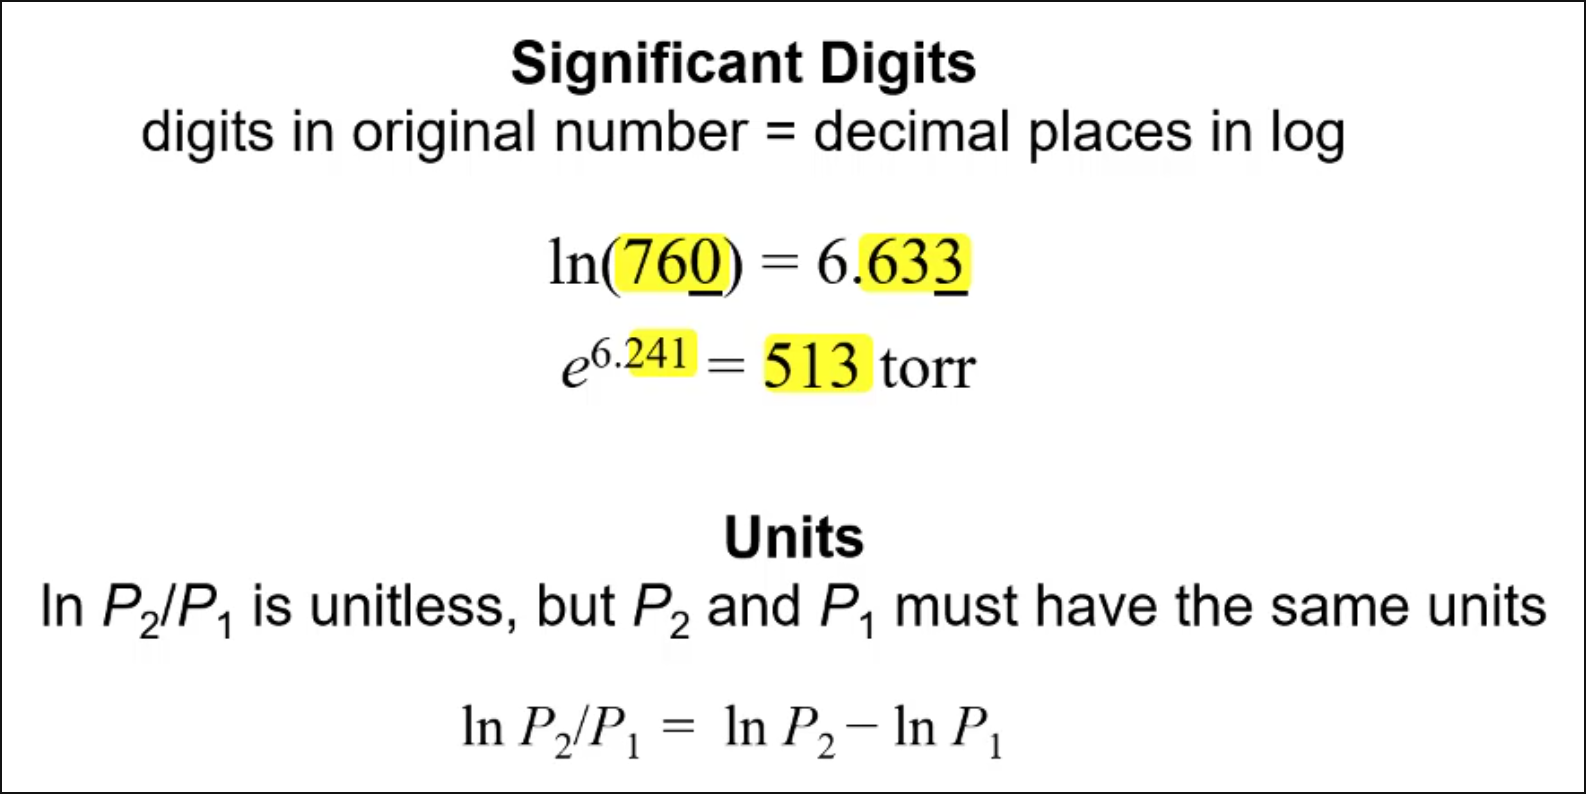 Significant Digits
digits in original number = decimal places in log
ln(760) = 6.633
e^6.241 = 513 torr
Units
ln P₂/P₁ is unitless, but P₂ and P₁ must have the same units
ln P₂/P₁ = ln P₂ − ln P₁